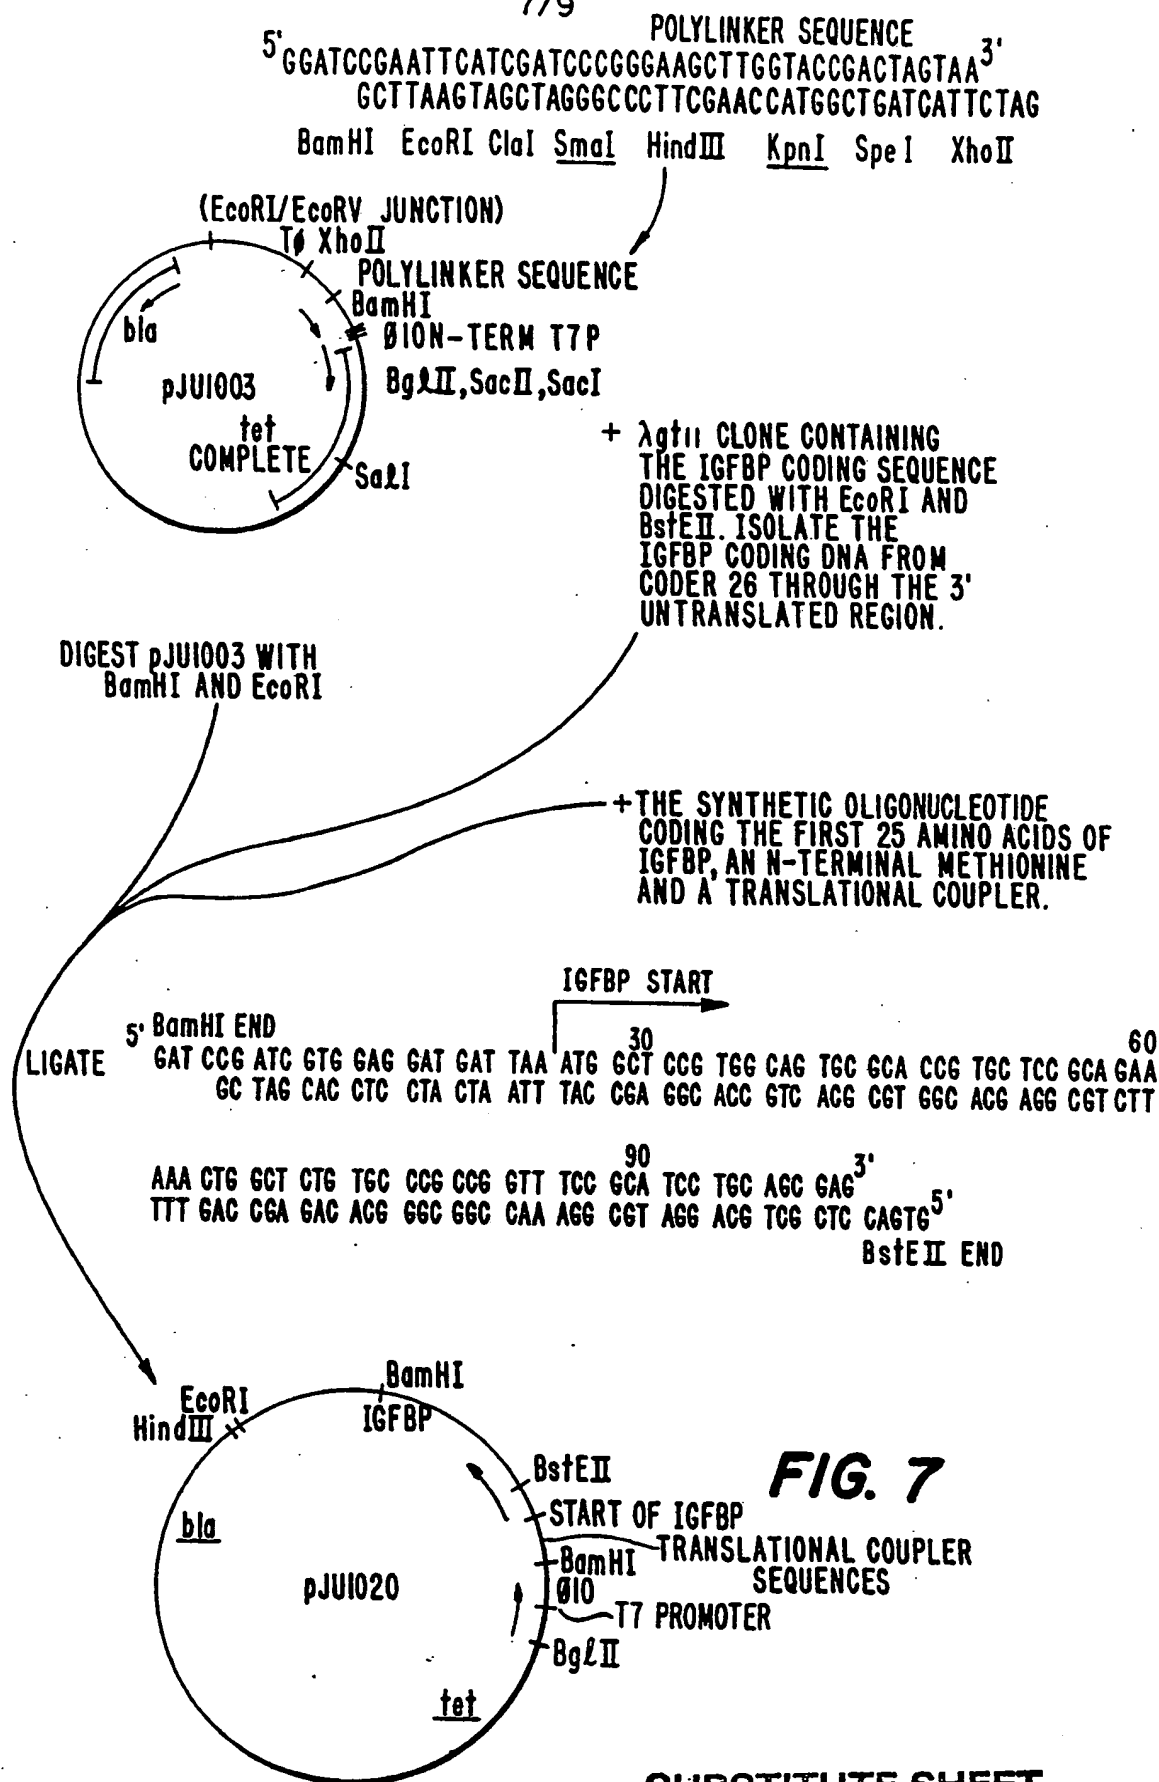 7/9
POLYLINKER SEQUENCE
5' GGATCCGAATTCATCGATCCCGGGAAGCTTGGTACCGACTAGTAA 3'
GCTTAAGTAGCTAGGGCCCTTCGAACCATGGCTGATCATTCTAG
BamHI EcoRI ClaI SmaI HindIII KpnI Spe I XhoII
(EcoRI/EcoRV JUNCTION)
Tø XhoII
POLYLINKER SEQUENCE
BamHI
Ø10N-TERM T7P
BglII,SacII,SacI
bla
pJU1003
tet
COMPLETE
SalI
+ λgt11 CLONE CONTAINING
THE IGFBP CODING SEQUENCE
DIGESTED WITH EcoRI AND
BstEII. ISOLATE THE
IGFBP CODING DNA FROM
CODER 26 THROUGH THE 3'
UNTRANSLATED REGION.
DIGEST pJU1003 WITH
BamHI AND EcoRI
+THE SYNTHETIC OLIGONUCLEOTIDE
CODING THE FIRST 25 AMINO ACIDS OF
IGFBP, AN N-TERMINAL METHIONINE
AND A TRANSLATIONAL COUPLER.
IGFBP START
5' BamHI END
30 60
LIGATE
GAT CCG ATC GTG GAG GAT GAT TAA ATG GCT CCG TGG CAG TGC GCA CCG TGC TCC GCA GAA
GC TAG CAC CTC CTA CTA ATT TAC CGA GGC ACC GTC ACG CGT GGC ACG AGG CGT CTT
90
AAA CTG GCT CTG TGC CCG CCG GTT TCC GCA TCC TGC AGC GAG 3'
TTT GAC CGA GAC ACG GGC GGC CAA AGG CGT AGG ACG TCG CTC CAGTG 5'
BstEII END
BamHI
EcoRI
HindIII
IGFBP
BstEII
FIG. 7
START OF IGFBP
bla
TRANSLATIONAL COUPLER
SEQUENCES
BamHI
Ø10
pJU1020
T7 PROMOTER
BglII
tet
SUBSTITUTE SHEET